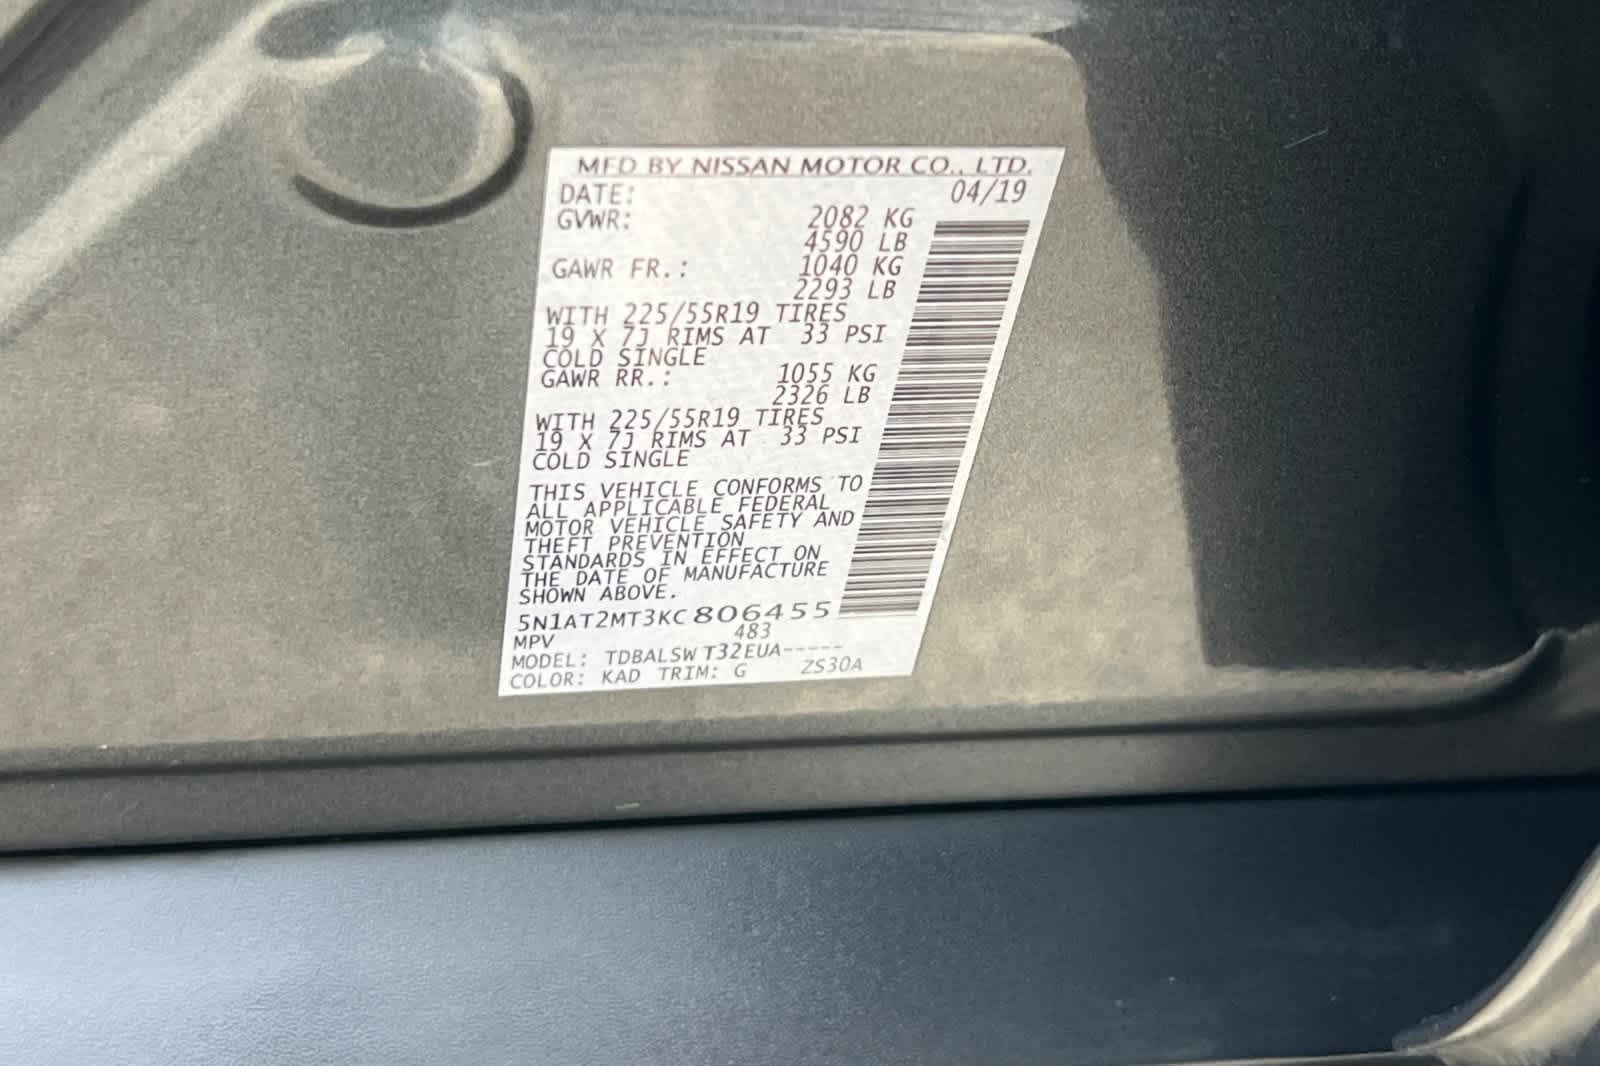 MFD BY NISSAN MOTOR CO., LTD.
DATE: 04/19
GVWR: 2082 KG
4590 LB
GAWR FR.: 1040 KG
2293 LB
WITH 225/55R19 TIRES
19 X 7J RIMS AT 33 PSI
COLD SINGLE
GAWR RR.: 1055 KG
2326 LB
WITH 225/55R19 TIRES
19 X 7J RIMS AT 33 PSI
COLD SINGLE
THIS VEHICLE CONFORMS TO
ALL APPLICABLE FEDERAL
MOTOR VEHICLE SAFETY AND
THEFT PREVENTION
STANDARDS IN EFFECT ON
THE DATE OF MANUFACTURE
SHOWN ABOVE.
5N1AT2MT3KC806455
MPV 483
MODEL: TDBALSW T32EUA-----
COLOR: KAD TRIM: G ZS30A